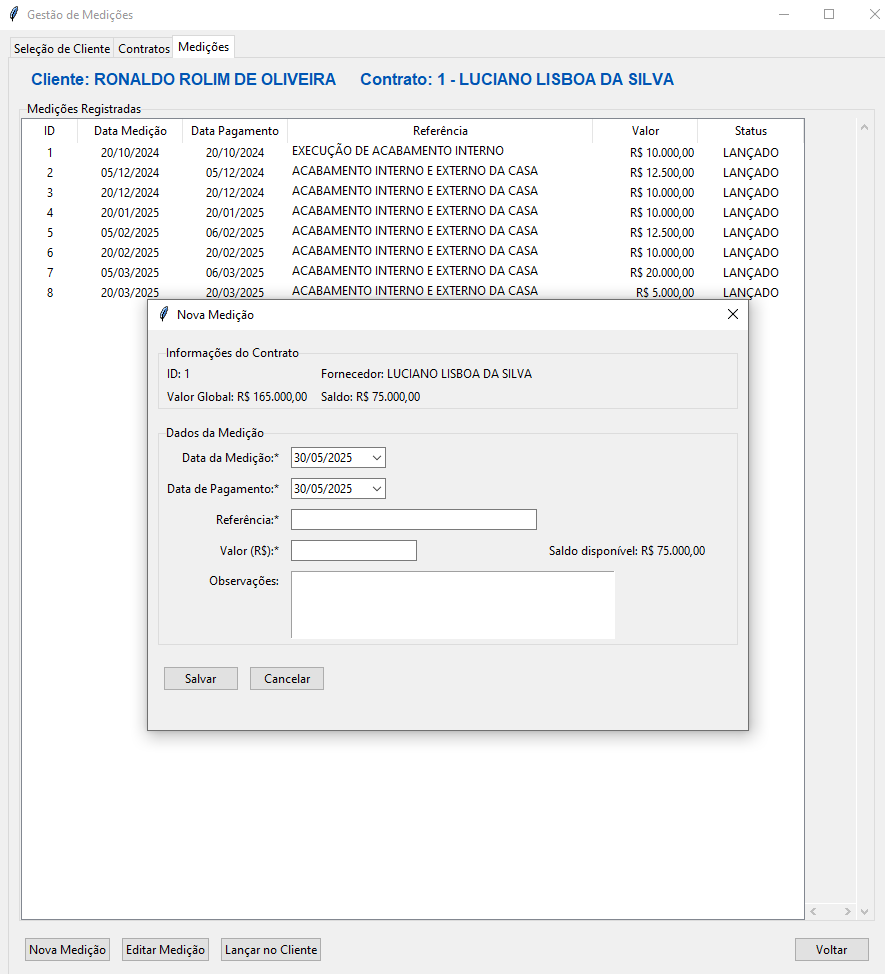 Gestão de Medições
Seleção de Cliente Contratos Medições
Cliente: RONALDO ROLIM DE OLIVEIRA Contrato: 1 - LUCIANO LISBOA DA SILVA
Medições Registradas
ID Data Medição Data Pagamento Referência Valor Status
1 20/10/2024 20/10/2024 EXECUÇÃO DE ACABAMENTO INTERNO R$ 10.000,00 LANÇADO
2 05/12/2024 05/12/2024 ACABAMENTO INTERNO E EXTERNO DA CASA R$ 12.500,00 LANÇADO
3 20/12/2024 20/12/2024 ACABAMENTO INTERNO E EXTERNO DA CASA R$ 10.000,00 LANÇADO
4 20/01/2025 20/01/2025 ACABAMENTO INTERNO E EXTERNO DA CASA R$ 10.000,00 LANÇADO
5 05/02/2025 06/02/2025 ACABAMENTO INTERNO E EXTERNO DA CASA R$ 12.500,00 LANÇADO
6 20/02/2025 20/02/2025 ACABAMENTO INTERNO E EXTERNO DA CASA R$ 10.000,00 LANÇADO
7 05/03/2025 06/03/2025 ACABAMENTO INTERNO E EXTERNO DA CASA R$ 20.000,00 LANÇADO
8 20/03/2025 20/03/2025 ACABAMENTO INTERNO E EXTERNO DA CASA R$ 5.000,00 LANÇADO
Nova Medição
Informações do Contrato
ID: 1 Fornecedor: LUCIANO LISBOA DA SILVA
Valor Global: R$ 165.000,00 Saldo: R$ 75.000,00
Dados da Medição
Data da Medição:* 30/05/2025
Data de Pagamento:* 30/05/2025
Referência:*
Valor (R$):* Saldo disponível: R$ 75.000,00
Observações:
Salvar Cancelar
Nova Medição Editar Medição Lançar no Cliente Voltar